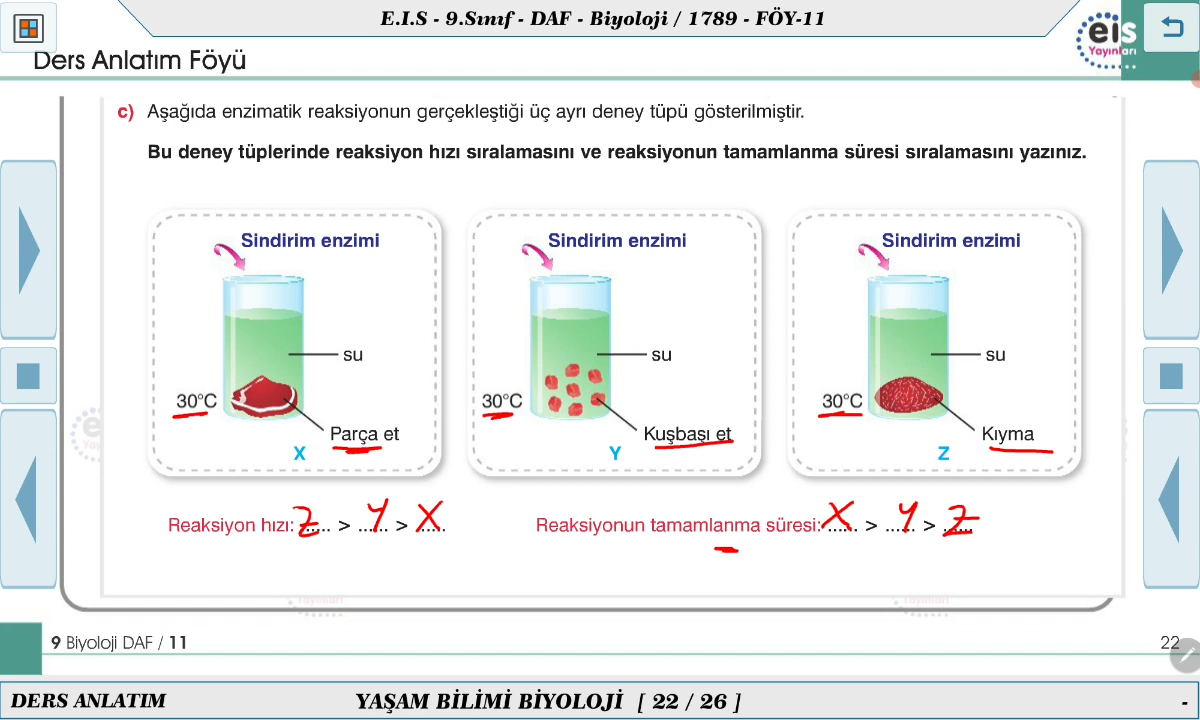 E.I.S - 9.Sınıf - DAF - Biyoloji / 1789 - FÖY-11
eis
Yayınları
Ders Anlatım Föyü
c) Aşağıda enzimatik reaksiyonun gerçekleştiği üç ayrı deney tüpü gösterilmiştir.
Bu deney tüplerinde reaksiyon hızı sıralamasını ve reaksiyonun tamamlanma süresi sıralamasını yazınız.
Sindirim enzimi
su
30°C
Parça et
X
Sindirim enzimi
su
30°C
Kuşbaşı et
Y
Sindirim enzimi
su
30°C
Kıyma
Z
Reaksiyon hızı: Z > Y > X
Reaksiyonun tamamlanma süresi: X > Y > Z
9 Biyoloji DAF / 11
22
DERS ANLATIM
YAŞAM BİLİMİ BİYOLOJİ [ 22 / 26 ]
-